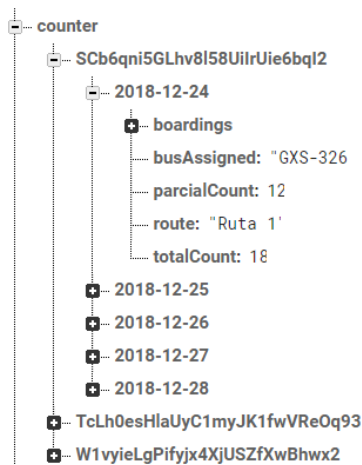 counter
SCb6qni5GLhv8l58UiIrUie6bqI2
2018-12-24
boardings
busAssigned: "GXS-326
parcialCount: 12
route: "Ruta 1'
totalCount: 18
2018-12-25
2018-12-26
2018-12-27
2018-12-28
TcLh0esHlaUyC1myJK1fwVReOq93
W1vyieLgPifyjx4XjUSZfXwBhwx2